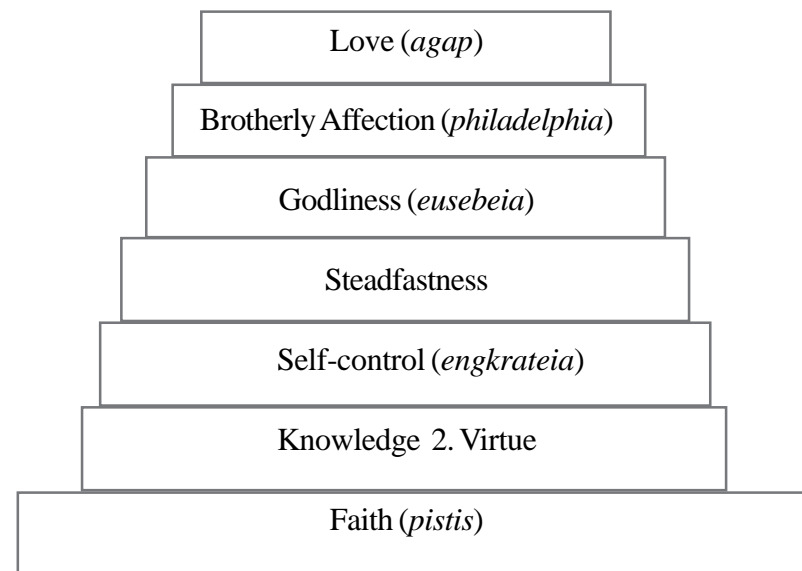 Love (agap)
Brotherly Affection (philadelphia)
Godliness (eusebeia)
Steadfastness
Self-control (engkrateia)
Knowledge 2. Virtue
Faith (pistis)